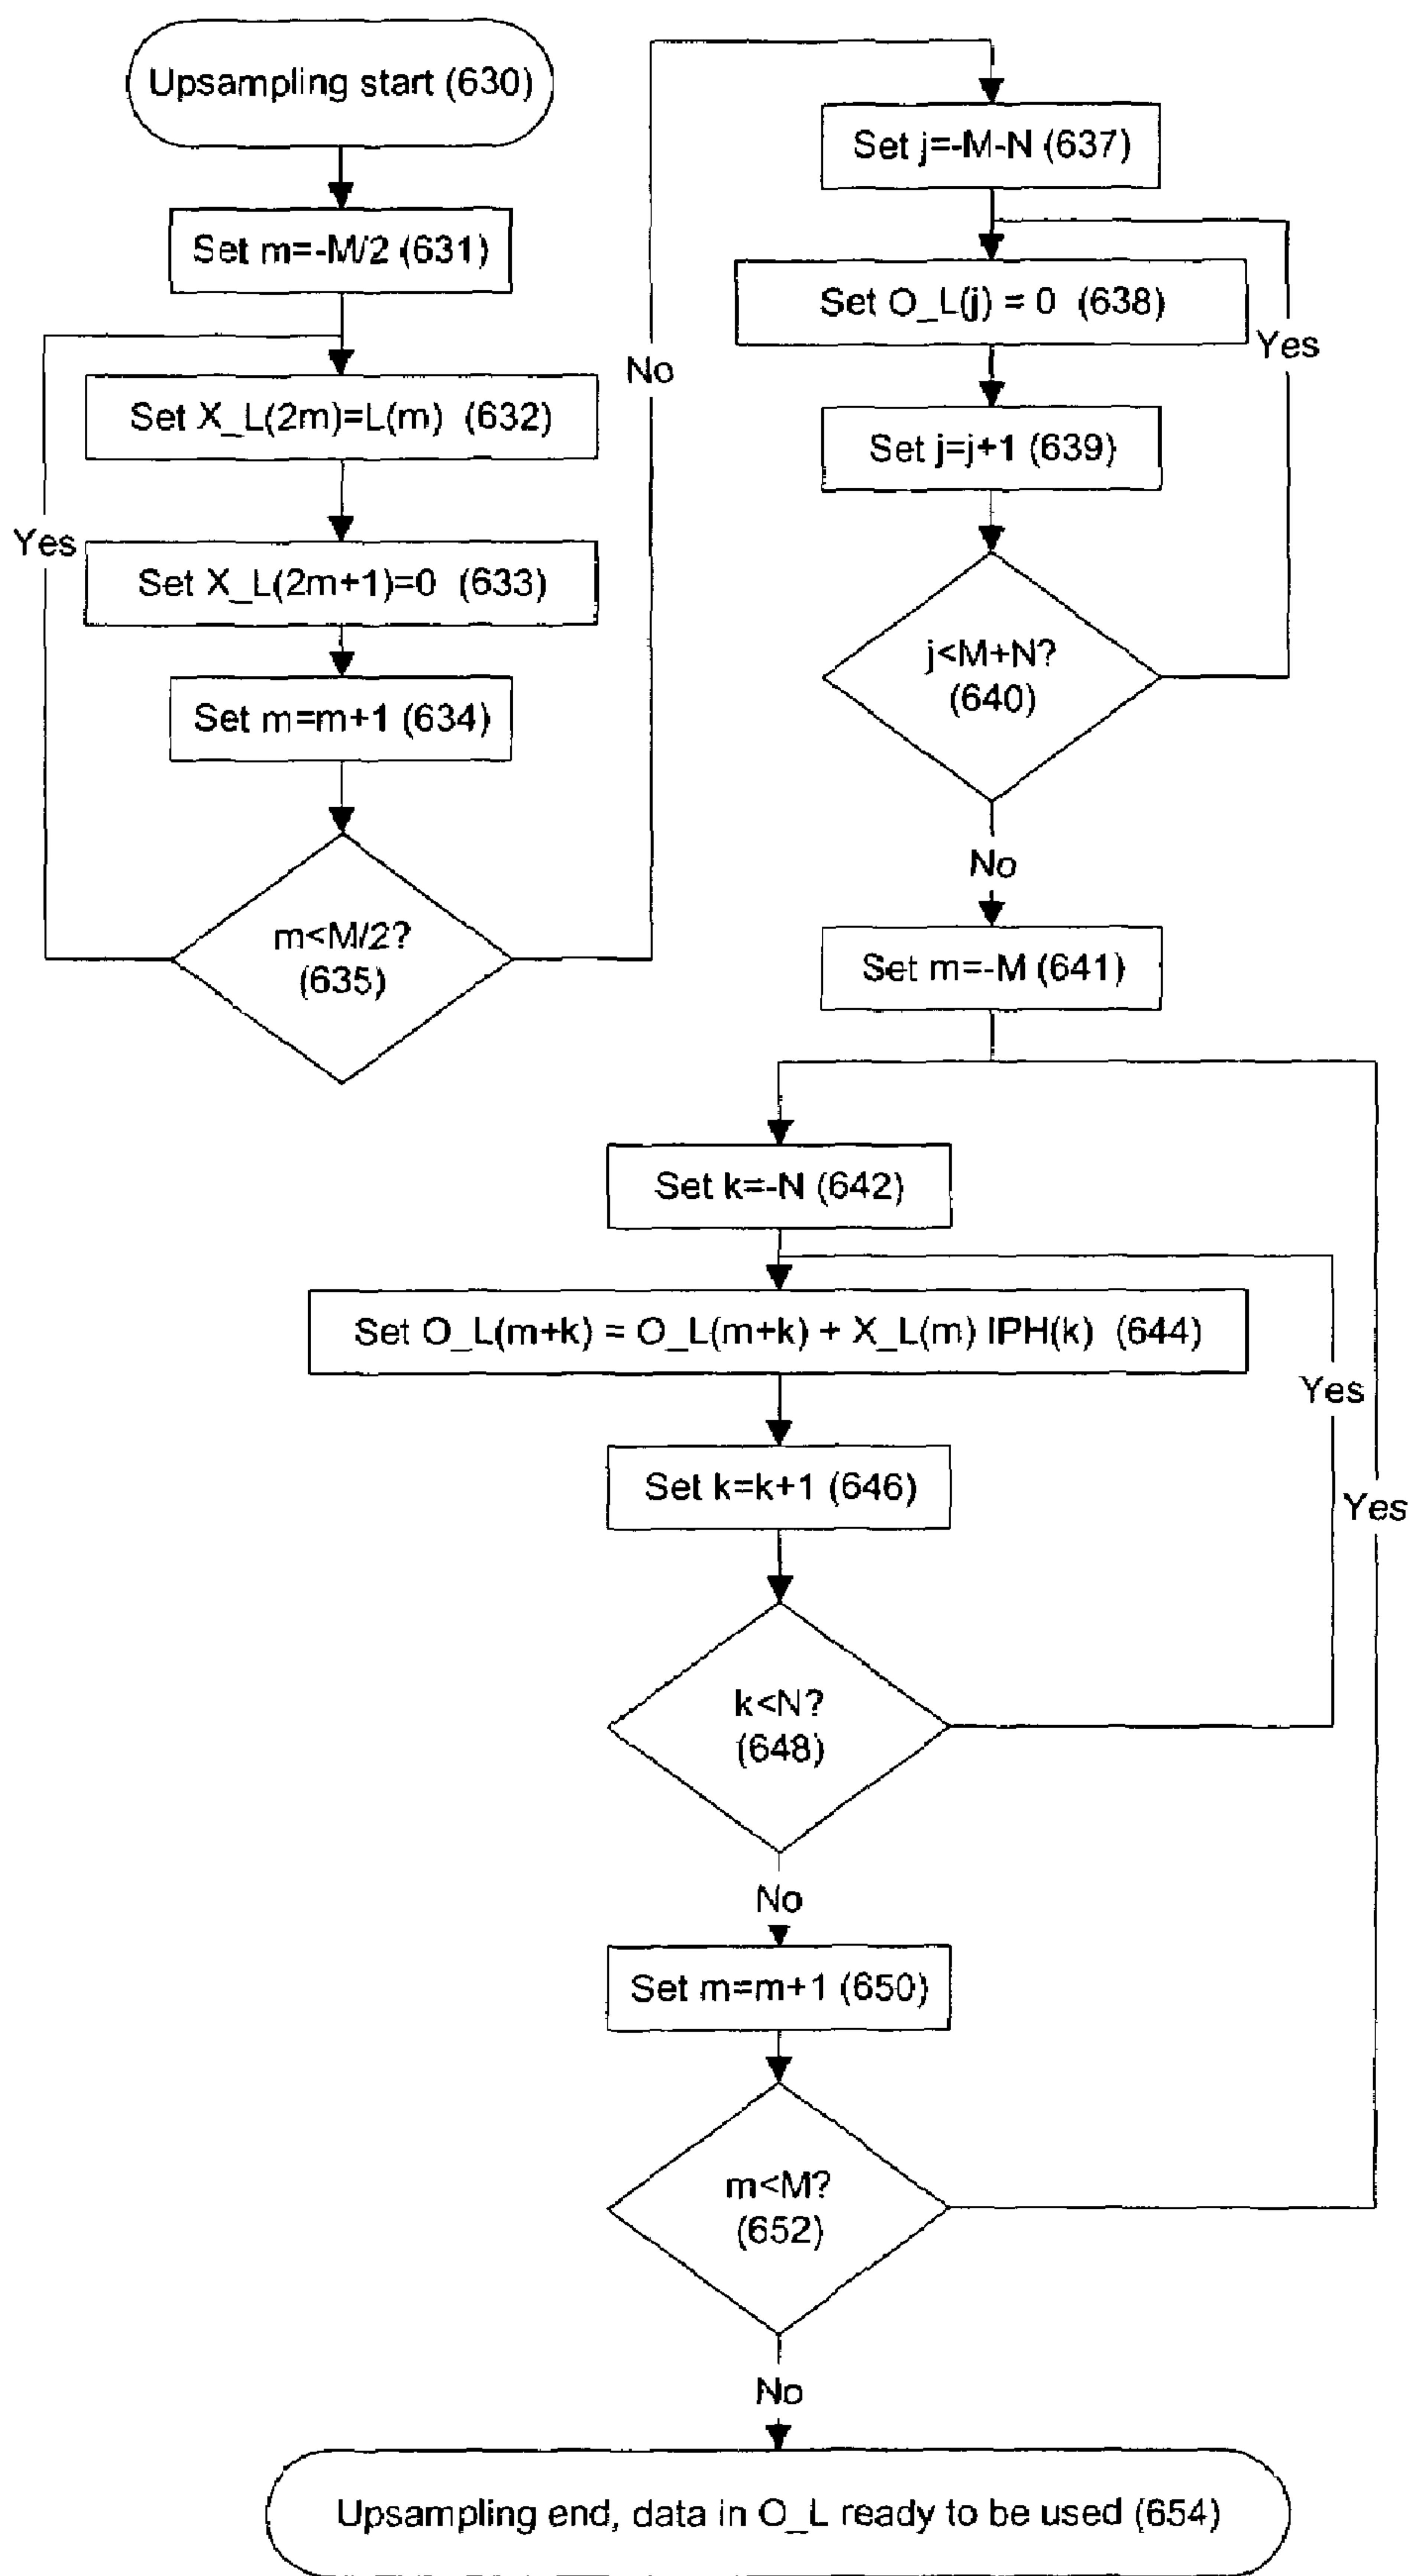 Upsampling start (630)
Set m=-M/2 (631)
Set X_L(2m)=L(m) (632)
Yes
Set X_L(2m+1)=0 (633)
Set m=m+1 (634)
m<M/2?
(635)
No
Set j=-M-N (637)
Set O_L(j) = 0 (638)
Yes
Set j=j+1 (639)
j<M+N?
(640)
No
Set m=-M (641)
Set k=-N (642)
Set O_L(m+k) = O_L(m+k) + X_L(m) IPH(k) (644)
Yes
Set k=k+1 (646)
Yes
k<N?
(648)
No
Set m=m+1 (650)
m<M?
(652)
No
Upsampling end, data in O_L ready to be used (654)